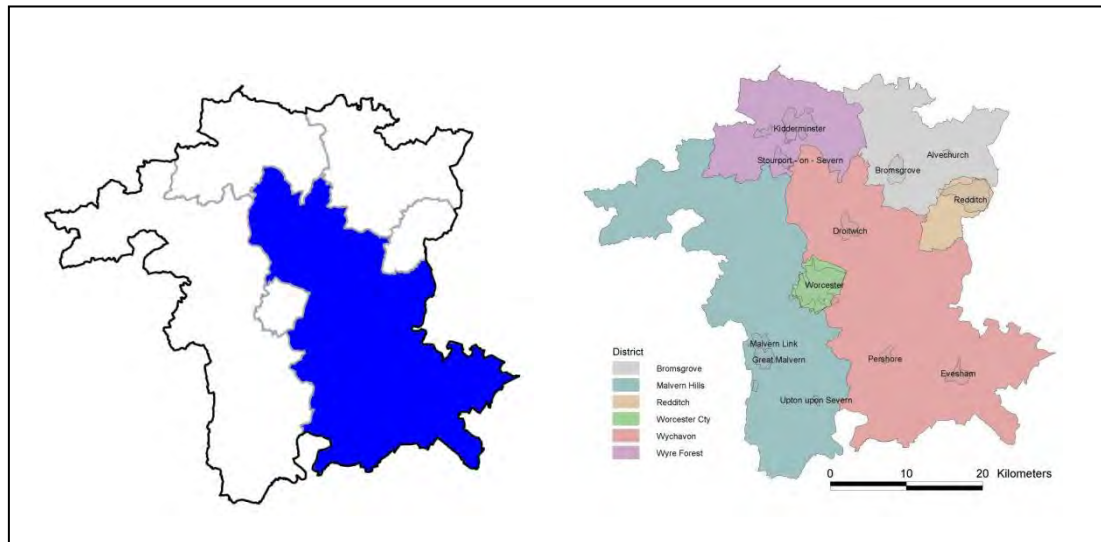 Kidderminster
Stourport - on - Severn
Alvechurch
Bromsgrove
Redditch
Droitwich
Worcester
Malvern Link
Great Malvern
Pershore
Evesham
Upton upon Severn
District
Bromsgrove
Malvern Hills
Redditch
Worcester Cty
Wychavon
Wyre Forest
0 10 20 Kilometers